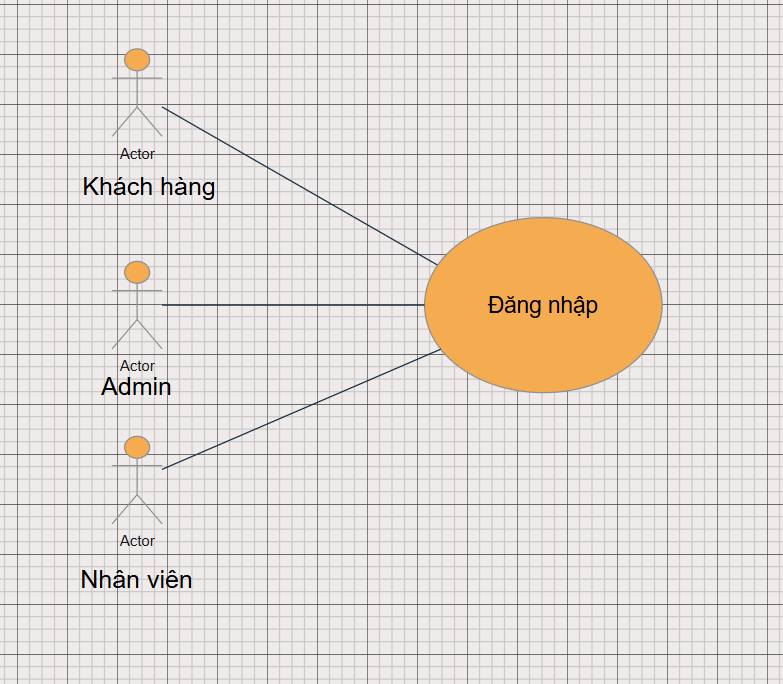 Actor
Khách hàng
Đăng nhập
Actor
Admin
Actor
Nhân viên